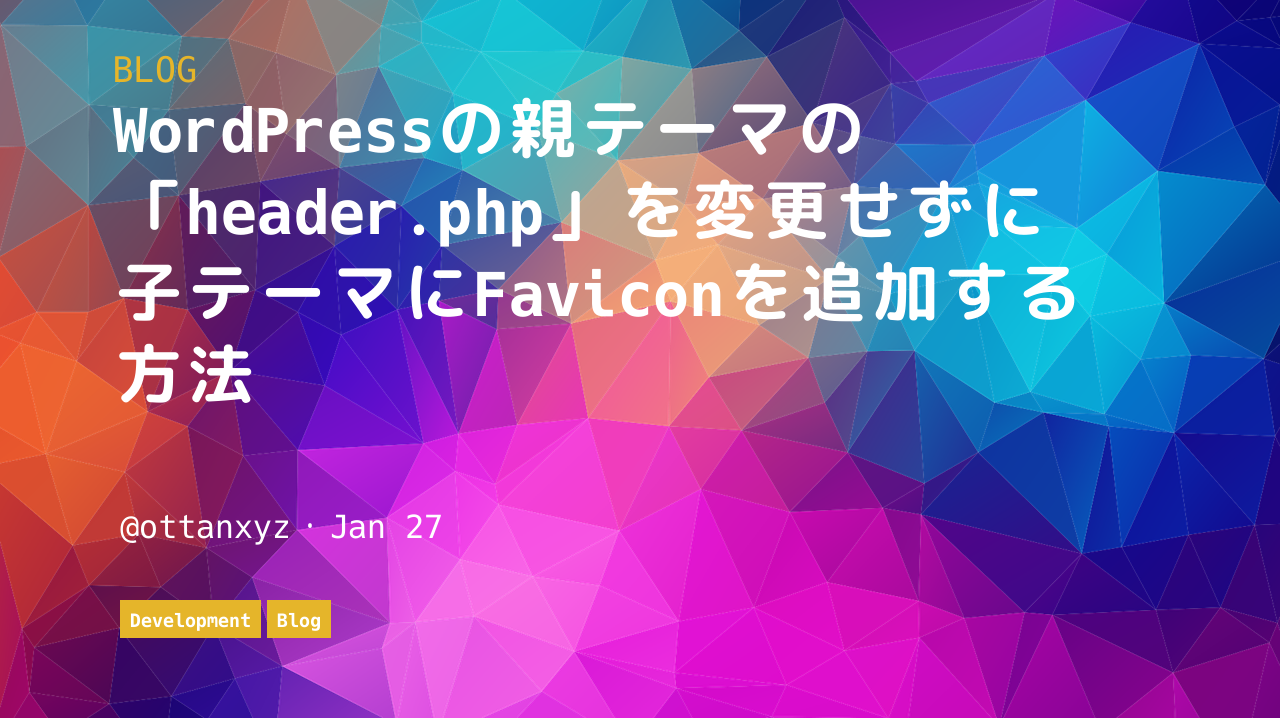 BLOG
WordPressの親テーマの
「header.php」を変更せずに
子テーマにFaviconを追加する
方法
@ottanxyz · Jan 27
Development Blog